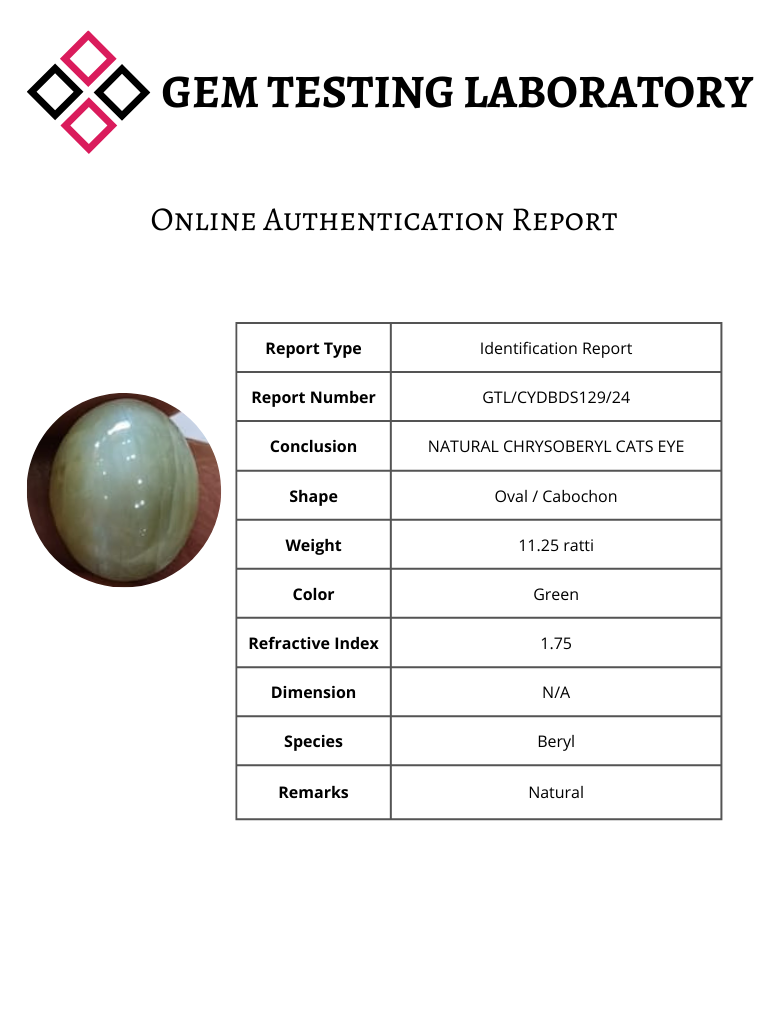 GEM TESTING LABORATORY
Online Authentication Report
Report Type Identification Report
Report Number GTL/CYDBDS129/24
Conclusion NATURAL CHRYSOBERYL CATS EYE
Shape Oval / Cabochon
Weight 11.25 ratti
Color Green
Refractive Index 1.75
Dimension N/A
Species Beryl
Remarks Natural